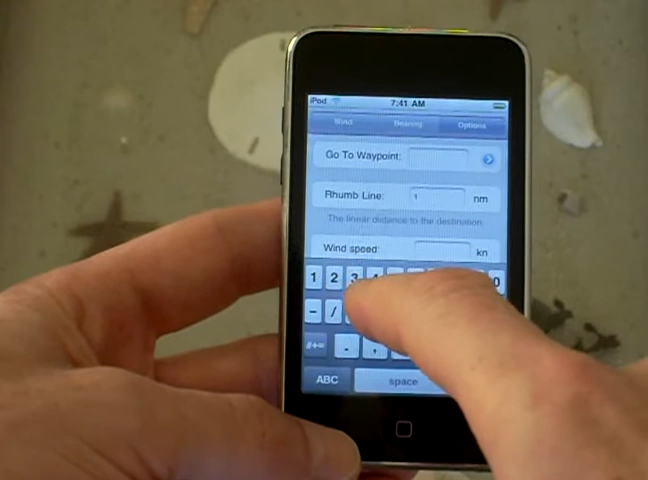 iPod 7:41 AM
Wind Bearing Options
Go To Waypoint:
Rhumb Line: 1 nm
The linear distance to the destination
Wind speed: kn
1 2 3 4 0
- /
#+= . ,
ABC space